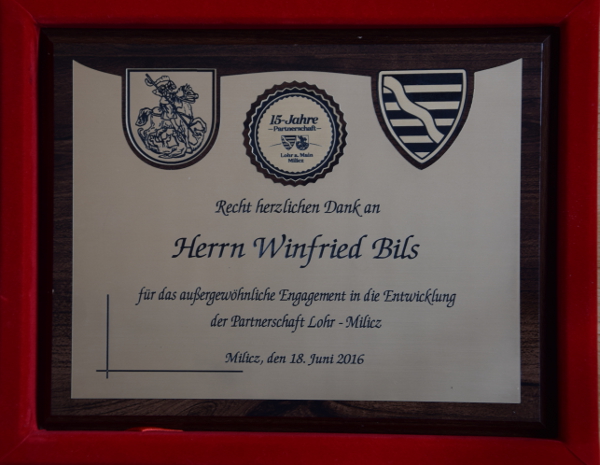 15-Jahre
Partnerschaft
Lohr a. Main
Milicz
Recht herzlichen Dank an
Herrn Winfried Bils
für das außergewöhnliche Engagement in die Entwicklung
der Partnerschaft Lohr - Milicz
Milicz, den 18. Juni 2016